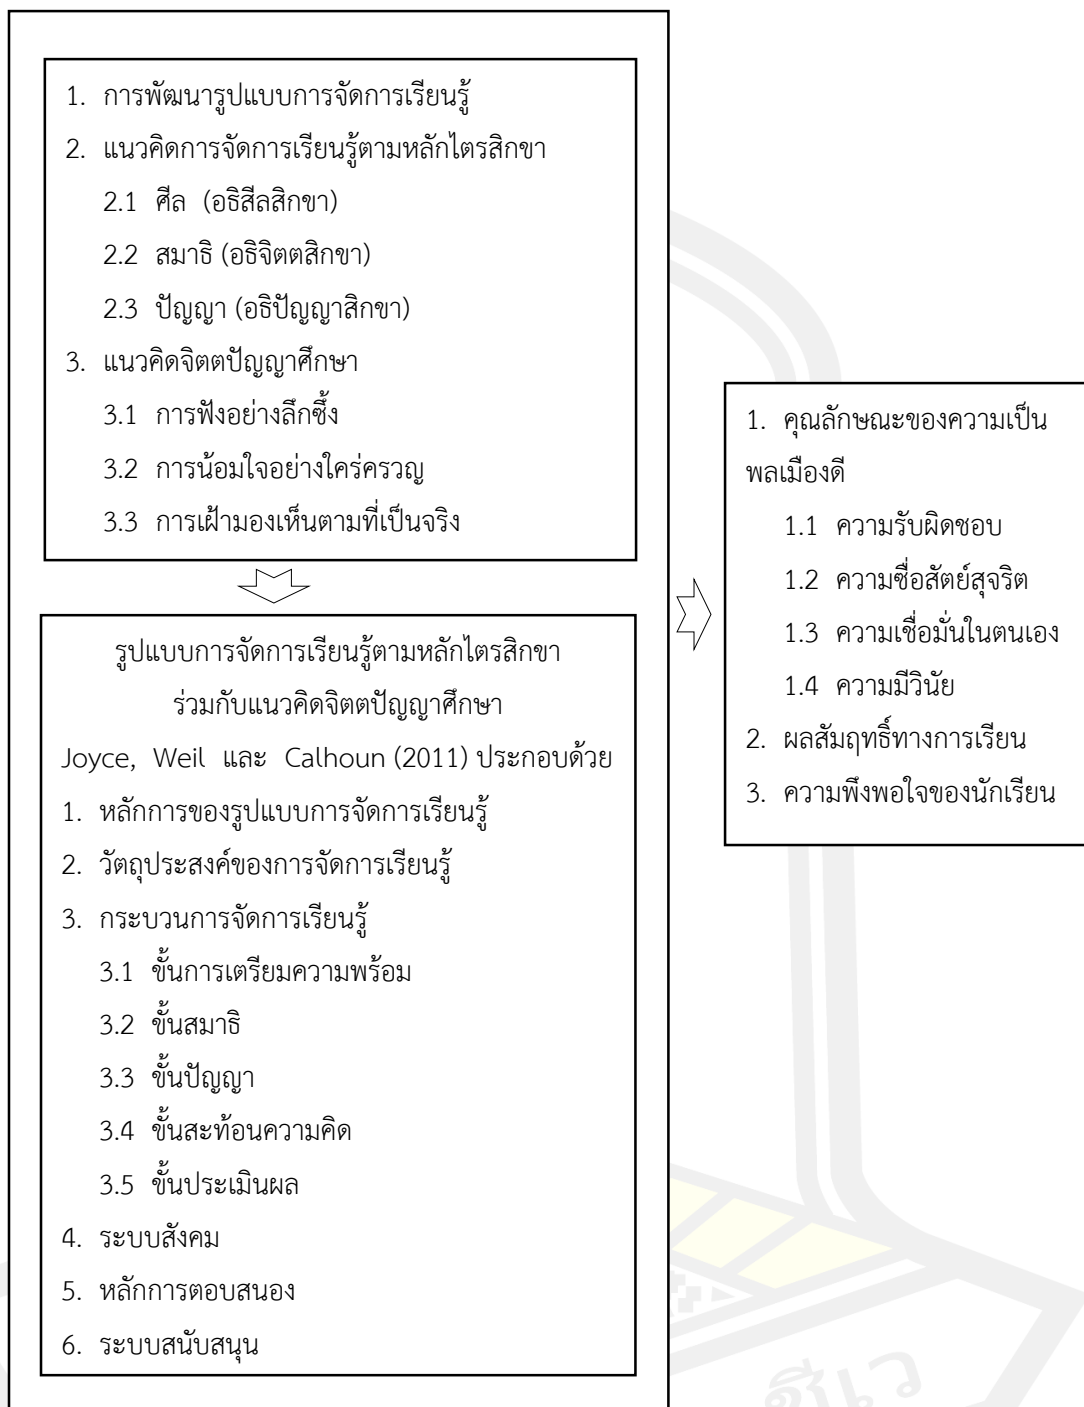 1. การพัฒนารูปแบบการจัดการเรียนรู้
2. แนวคิดการจัดการเรียนรู้ตามหลักไตรสิกขา
2.1 ศีล (อธิสีลสิกขา)
2.2 สมาธิ (อธิจิตตสิกขา)
2.3 ปัญญา (อธิปัญญาสิกขา)
3. แนวคิดจิตตปัญญาศึกษา
3.1 การฟังอย่างลึกซึ้ง
3.2 การน้อมใจอย่างใคร่ครวญ
3.3 การเฝ้ามองเห็นตามที่เป็นจริง
รูปแบบการจัดการเรียนรู้ตามหลักไตรสิกขา
ร่วมกับแนวคิดจิตตปัญญาศึกษา
Joyce, Weil และ Calhoun (2011) ประกอบด้วย
1. หลักการของรูปแบบการจัดการเรียนรู้
2. วัตถุประสงค์ของการจัดการเรียนรู้
3. กระบวนการจัดการเรียนรู้
3.1 ขั้นการเตรียมความพร้อม
3.2 ขั้นสมาธิ
3.3 ขั้นปัญญา
3.4 ขั้นสะท้อนความคิด
3.5 ขั้นประเมินผล
4. ระบบสังคม
5. หลักการตอบสนอง
6. ระบบสนับสนุน
1. คุณลักษณะของความเป็น
พลเมืองดี
1.1 ความรับผิดชอบ
1.2 ความซื่อสัตย์สุจริต
1.3 ความเชื่อมั่นในตนเอง
1.4 ความมีวินัย
2. ผลสัมฤทธิ์ทางการเรียน
3. ความพึงพอใจของนักเรียน
ชีเว